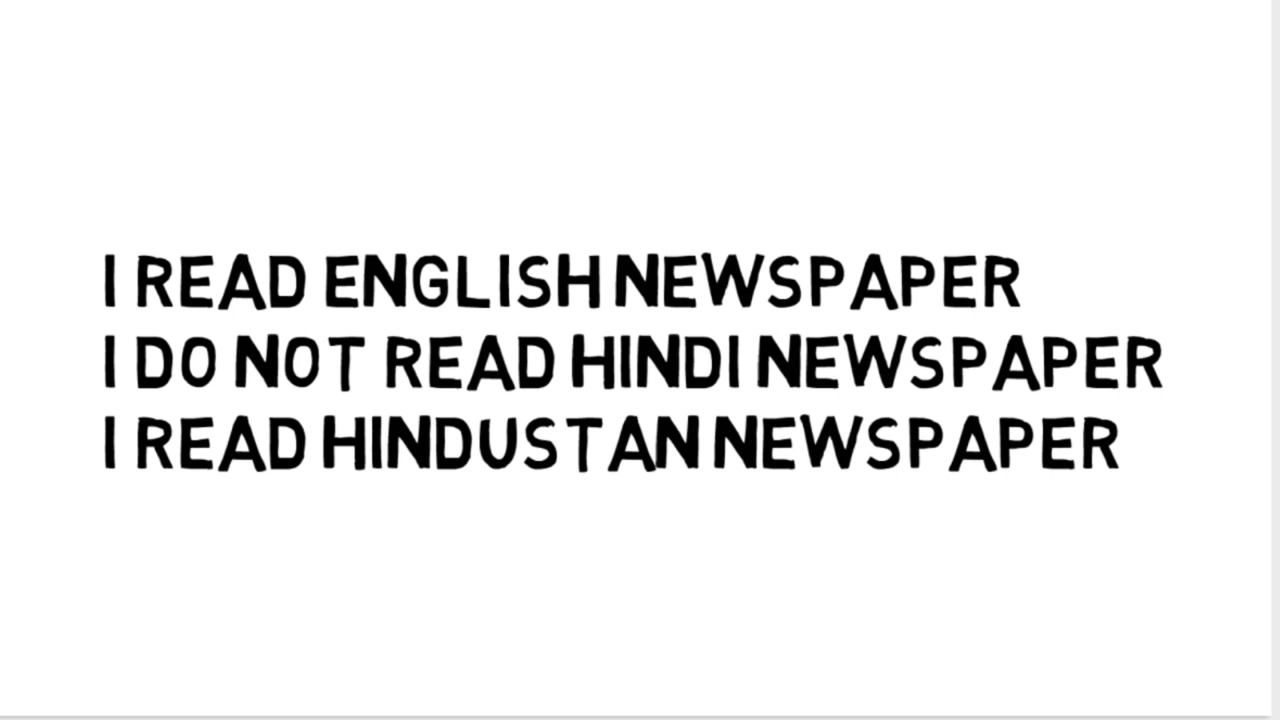 I READ ENGLISH NEWSPAPER
I DO NOT READ HINDI NEWSPAPER
I READ HINDUSTAN NEWSPAPER